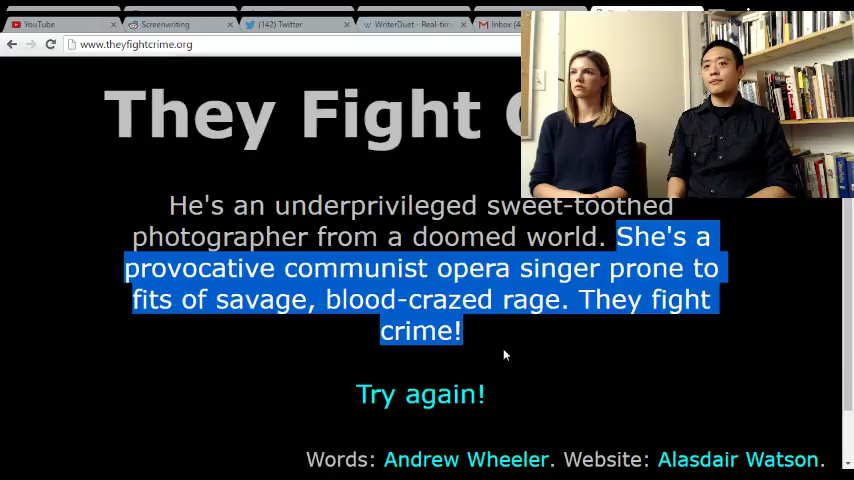 YouTube Screenwriting (142) Twitter WriterDuet - Real-time Inbox (4
www.theyfightcrime.org
They Fight
He's an underprivileged sweet-toothed
photographer from a doomed world. She's a
provocative communist opera singer prone to
fits of savage, blood-crazed rage. They fight
crime!
Try again!
Words: Andrew Wheeler. Website: Alasdair Watson.